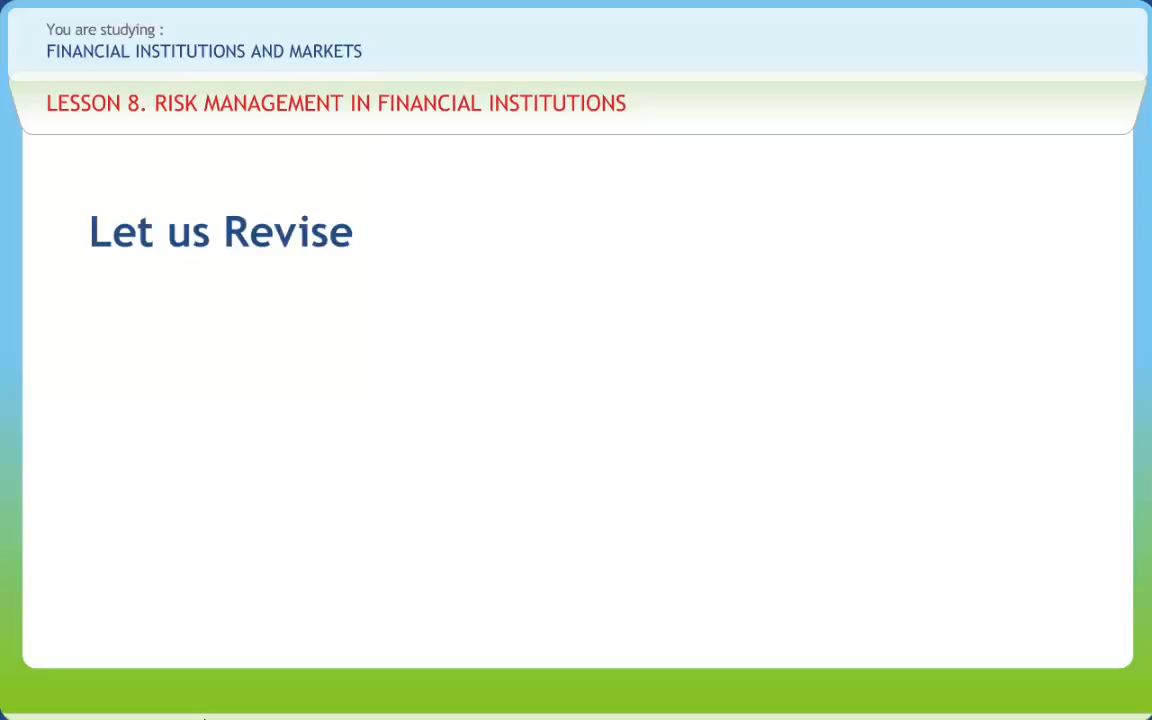 You are studying :
FINANCIAL INSTITUTIONS AND MARKETS
LESSON 8. RISK MANAGEMENT IN FINANCIAL INSTITUTIONS
Let us Revise